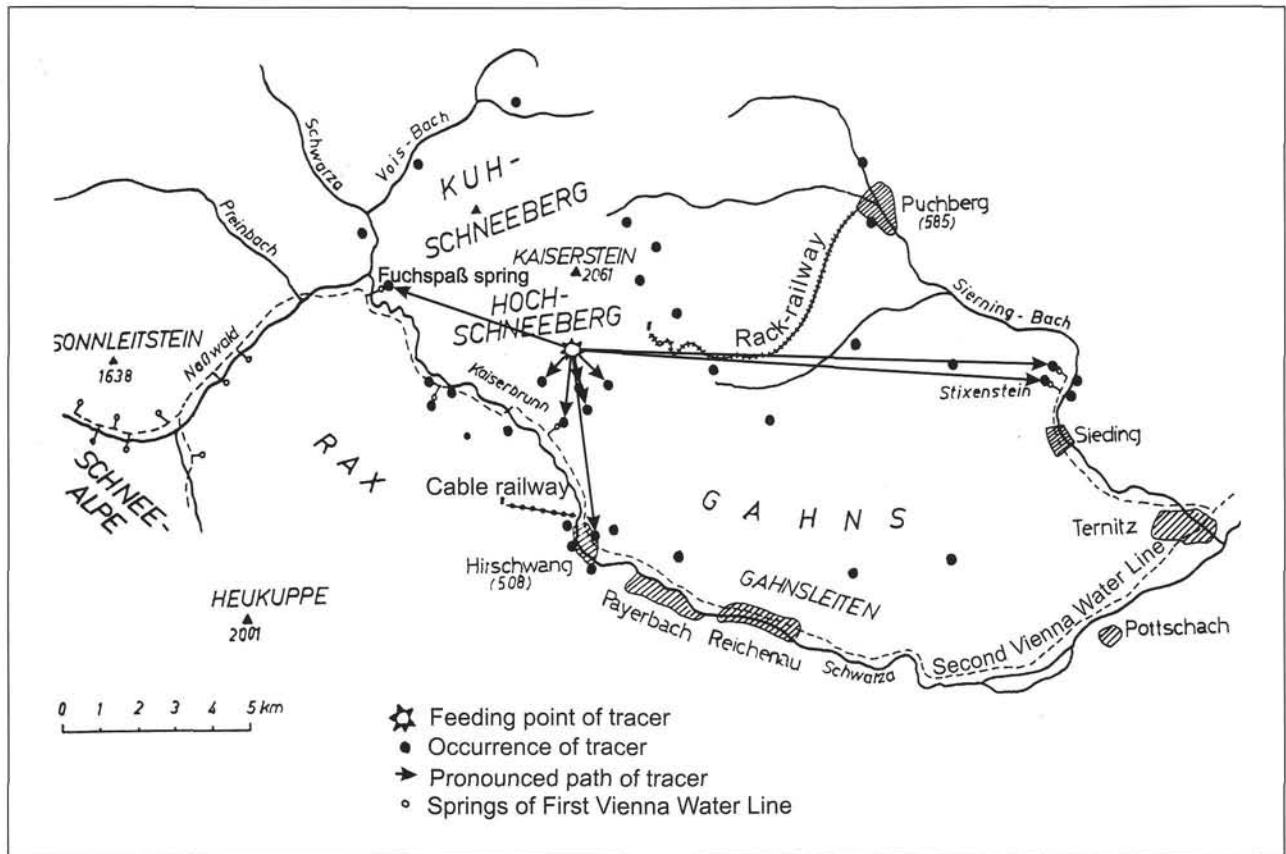 Schwarza
Vois-Bach
KUH-
SCHNEEBERG
Puchberg
(585)
Preinbach
KAISERSTEIN
2061
Fuchspaß spring
HOCH-
SCHNEEBERG
Rack-railway
Sierning-Bach
SONNLEITSTEIN
1638
Naßwald
Kaiserbrunn
Stixenstein
Sieding
RAX
SCHNEE-
ALPE
Cable railway
GAHNS
Ternitz
Hirschwang
(508)
GAHNSLEITEN
HEUKUPPE
2001
Payerbach
Reichenau
Schwarza
Second Vienna Water Line
Pottschach
0 1 2 3 4 5 km
Feeding point of tracer
Occurrence of tracer
Pronounced path of tracer
Springs of First Vienna Water Line